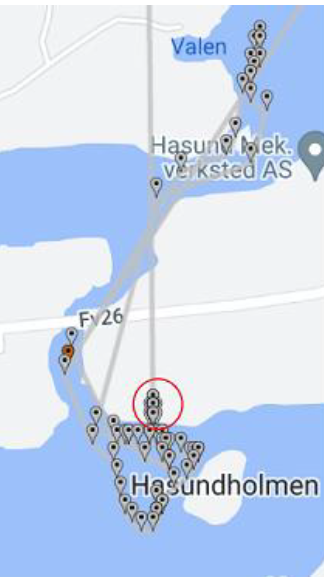 Valen
Hasund Mek.
verksted AS
Fv26
Hasundholmen